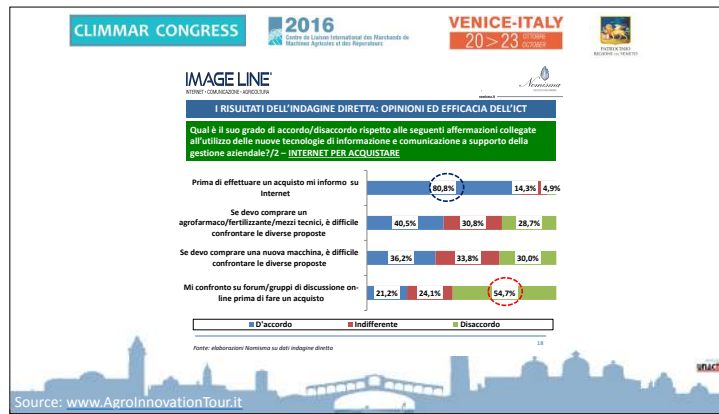 CLIMMAR CONGRESS
2016
Centre de Liaison International des Marchands de
Machines Agricoles et des Réparateurs
VENICE-ITALY
20 > 23 OTTOBRE
OCTOBER
PATROCINIO
REGIONE DEL VENETO
IMAGE LINE
INTERNET • COMUNICAZIONE • AGRICOLTURA
Nomisma
www.nomisma.it
I RISULTATI DELL'INDAGINE DIRETTA: OPINIONI ED EFFICACIA DELL'ICT
Qual è il suo grado di accordo/disaccordo rispetto alle seguenti affermazioni collegate
all'utilizzo delle nuove tecnologie di informazione e comunicazione a supporto della
gestione aziendale?/2 – INTERNET PER ACQUISTARE
Prima di effettuare un acquisto mi informo su
Internet
80,8% 14,3% 4,9%
Se devo comprare un
agrofarmaco/fertilizzante/mezzi tecnici, è difficile
confrontare le diverse proposte
40,5% 30,8% 28,7%
Se devo comprare una nuova macchina, è difficile
confrontare le diverse proposte
36,2% 33,8% 30,0%
Mi confronto su forum/gruppi di discussione on-
line prima di fare un acquisto
21,2% 24,1% 54,7%
D'accordo Indifferente Disaccordo
Fonte: elaborazioni Nomisma su dati indagine diretta
18
Source: www.AgroInnovationTour.it